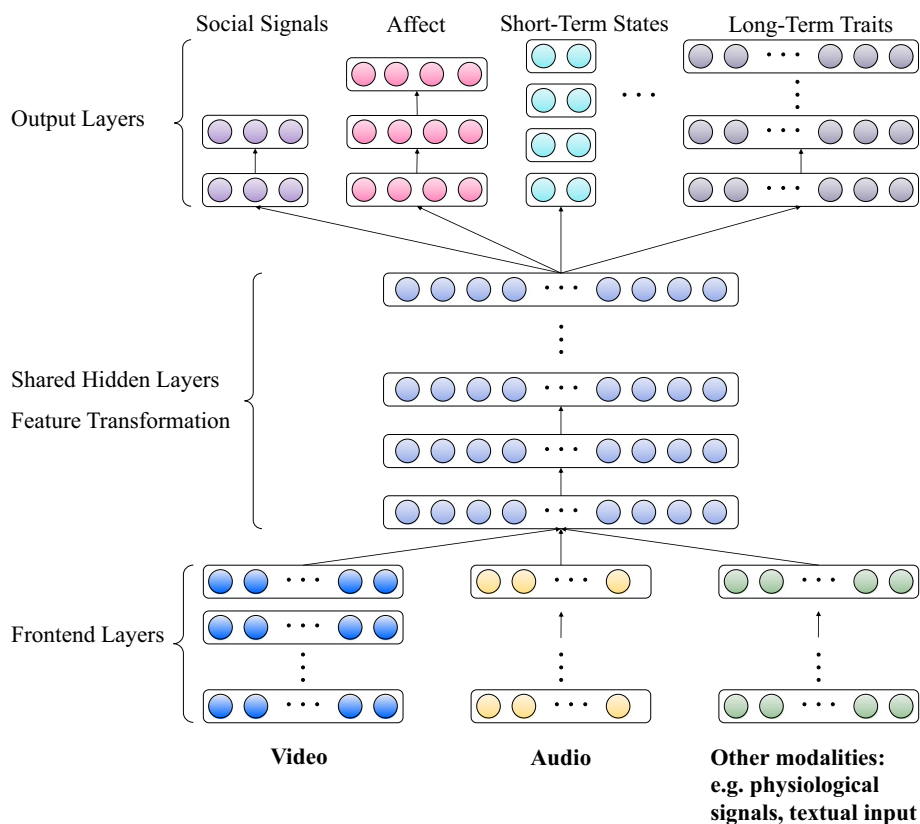 Social Signals
Affect
Short-Term States
Long-Term Traits
Output Layers
Shared Hidden Layers
Feature Transformation
Frontend Layers
Video
Audio
Other modalities:
e.g. physiological
signals, textual input